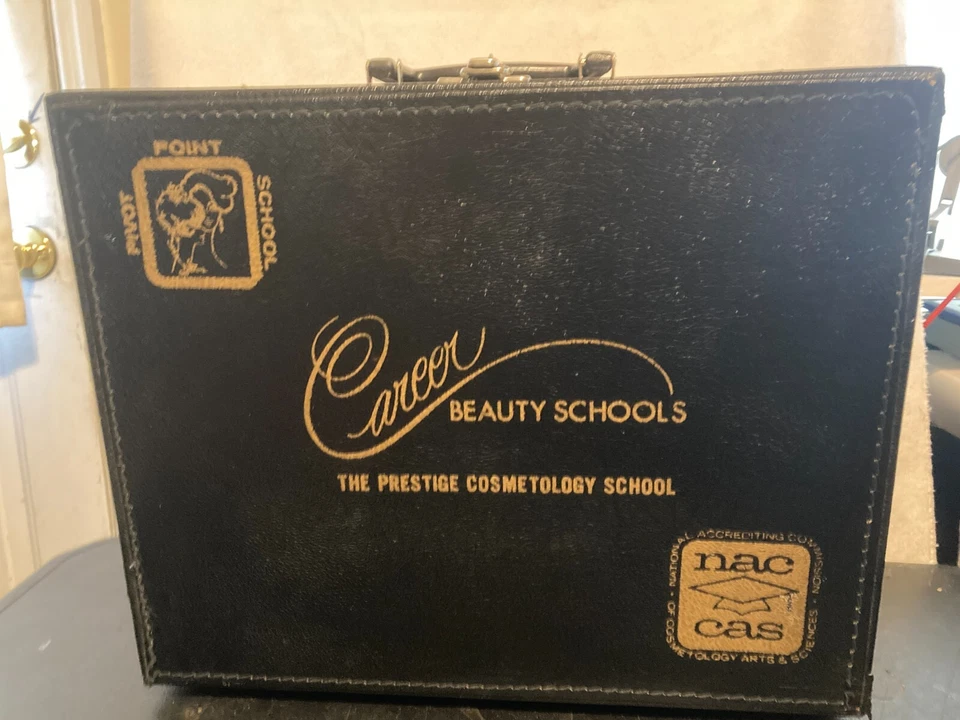 POINT
PIVOT
SCHOOL
Career
BEAUTY SCHOOLS
THE PRESTIGE COSMETOLOGY SCHOOL
NATIONAL ACCREDITING COMMISSION
nac
cas
OF COSMETOLOGY ARTS & SCIENCES